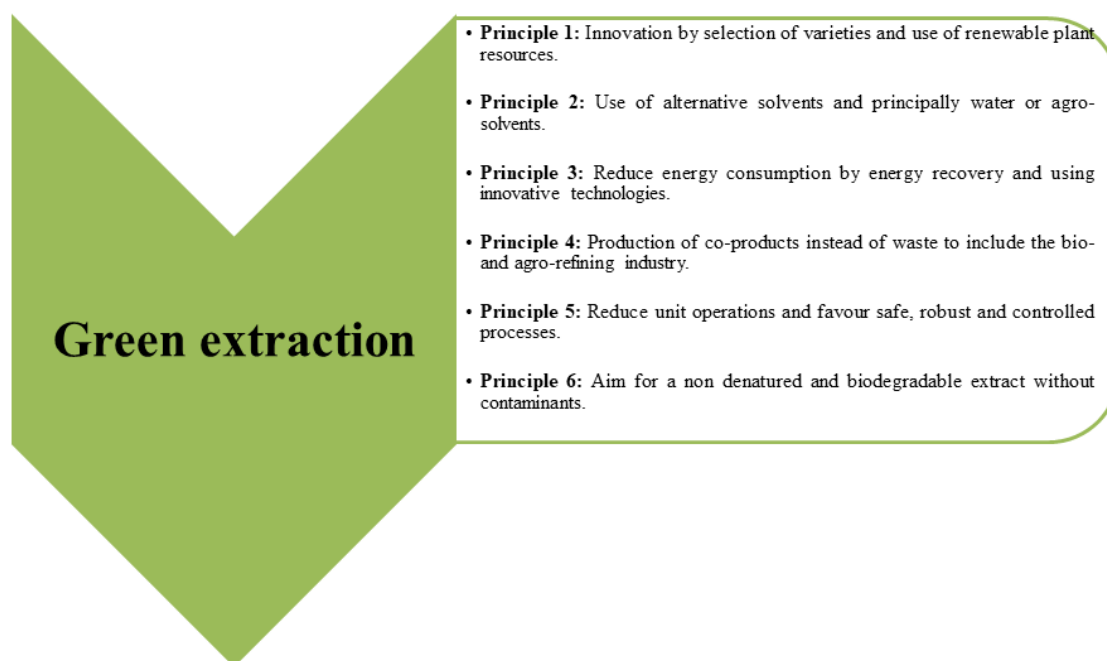 • Principle 1: Innovation by selection of varieties and use of renewable plant
resources.
• Principle 2: Use of alternative solvents and principally water or agro-
solvents.
• Principle 3: Reduce energy consumption by energy recovery and using
innovative technologies.
• Principle 4: Production of co-products instead of waste to include the bio-
and agro-refining industry.
Green extraction
• Principle 5: Reduce unit operations and favour safe, robust and controlled
processes.
• Principle 6: Aim for a non denatured and biodegradable extract without
contaminants.